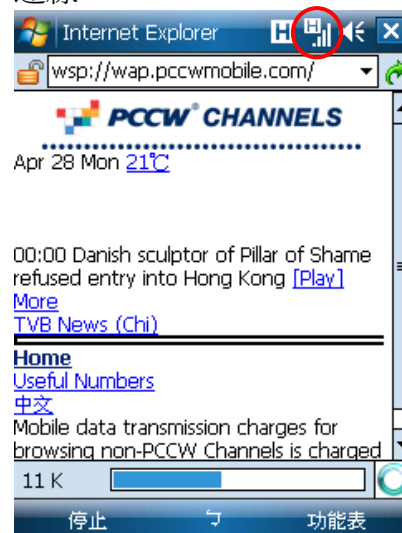 Internet Explorer H H
wsp://wap.pccwmobile.com/
PCCW® CHANNELS
Apr 28 Mon 21℃
00:00 Danish sculptor of Pillar of Shame
refused entry into Hong Kong [Play]
More
TVB News (Chi)
Home
Useful Numbers
中文
Mobile data transmission charges for
browsing non-PCCW Channels is charged
11 K
停止 ㄅ 功能表